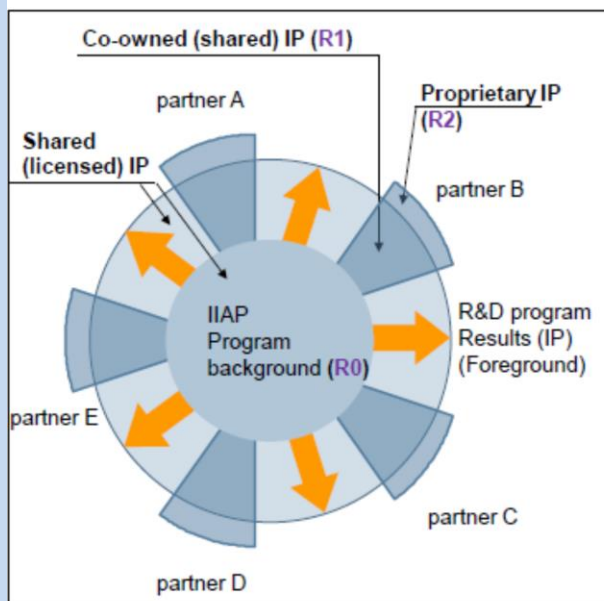 Co-owned (shared) IP (R1)
partner A
Proprietary IP
(R2)
Shared
(licensed) IP
partner B
IIAP
Program
background (R0)
R&D program
Results (IP)
(Foreground)
partner E
partner C
partner D